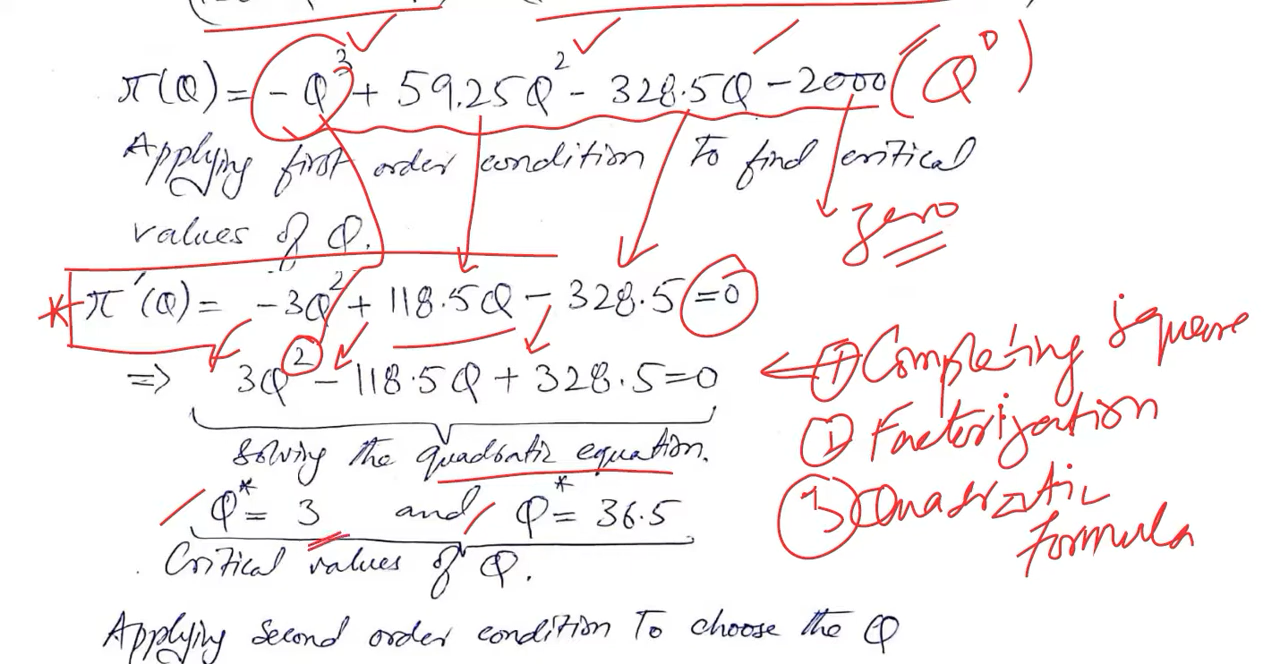 π(Q) = -Q³ + 59.25Q² - 328.5Q - 2000 (Q⁰)
Applying first order condition To find critical
values of Q.
zero
* π′(Q) = -3Q² + 118.5Q - 328.5 = 0
=> 3Q² - 118.5Q + 328.5 = 0
① Completing square
② Factorization
③ Quadratic
Formula
Solving the quadratic equation.
Q* = 3 and Q* = 36.5
Critical values of Q.
Applying second order condition To choose the Q